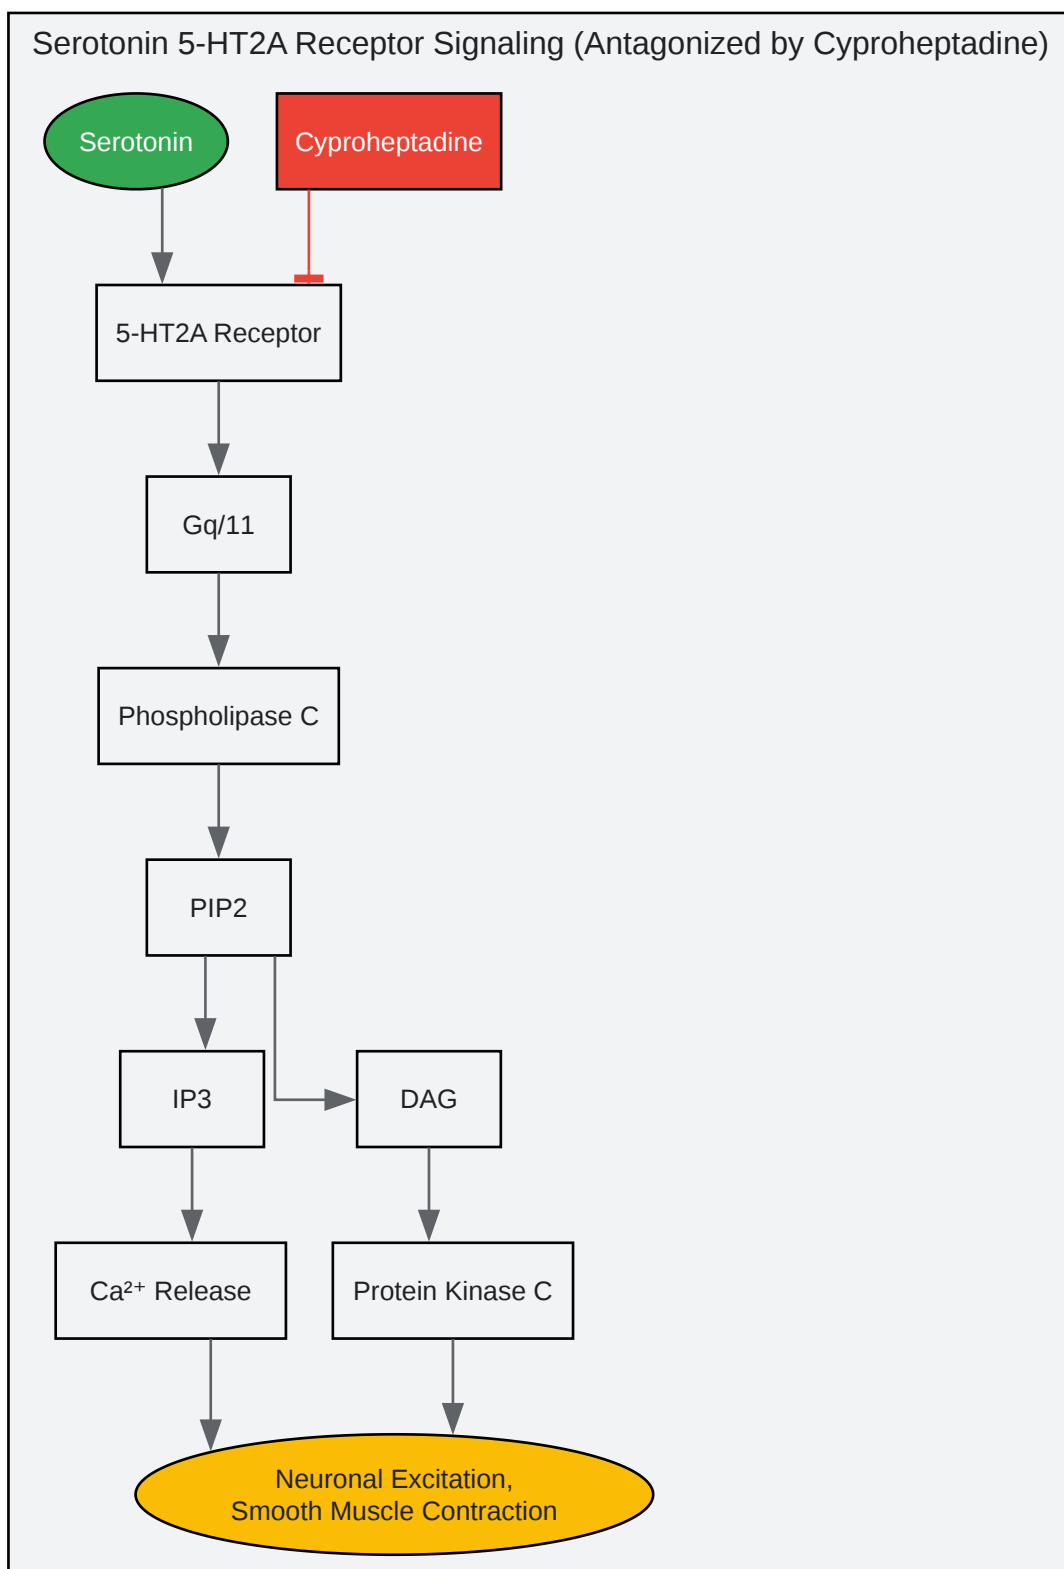 Serotonin 5-HT2A Receptor Signaling (Antagonized by Cyproheptadine)
Serotonin
Cyproheptadine
5-HT2A Receptor
Gq/11
Phospholipase C
PIP2
IP3
DAG
Ca²⁺ Release
Protein Kinase C
Neuronal Excitation,
Smooth Muscle Contraction